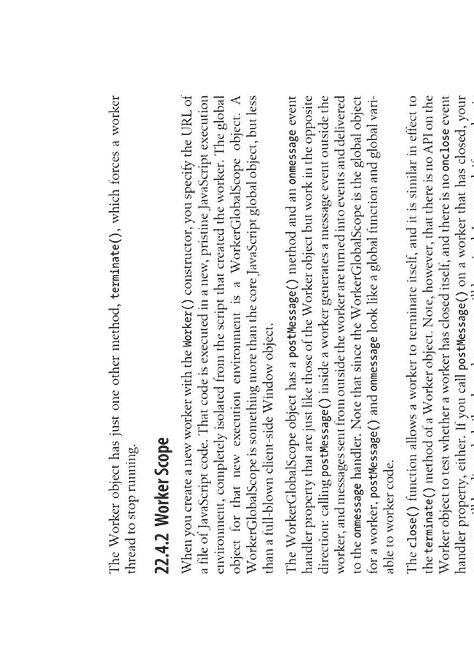 The Worker object has just one other method, terminate(), which forces a worker
thread to stop running.
22.4.2 Worker Scope
When you create a new worker with the Worker() constructor, you specify the URL of
a file of JavaScript code. That code is executed in a new, pristine JavaScript execution
environment, completely isolated from the script that created the worker. The global
object for that new execution environment is a WorkerGlobalScope object. A
WorkerGlobalScope is something more than the core JavaScript global object, but less
than a full-blown client-side Window object.
The WorkerGlobalScope object has a postMessage() method and an onmessage event
handler property that are just like those of the Worker object but work in the opposite
direction: calling postMessage() inside a worker generates a message event outside the
worker, and messages sent from outside the worker are turned into events and delivered
to the onmessage handler. Note that since the WorkerGlobalScope is the global object
for a worker, postMessage() and onmessage look like a global function and global vari-
able to worker code.
The close() function allows a worker to terminate itself, and it is similar in effect to
the terminate() method of a Worker object. Note, however, that there is no API on the
Worker object to test whether a worker has closed itself, and there is no onclose event
handler property, either. If you call postMessage() on a worker that has closed, your